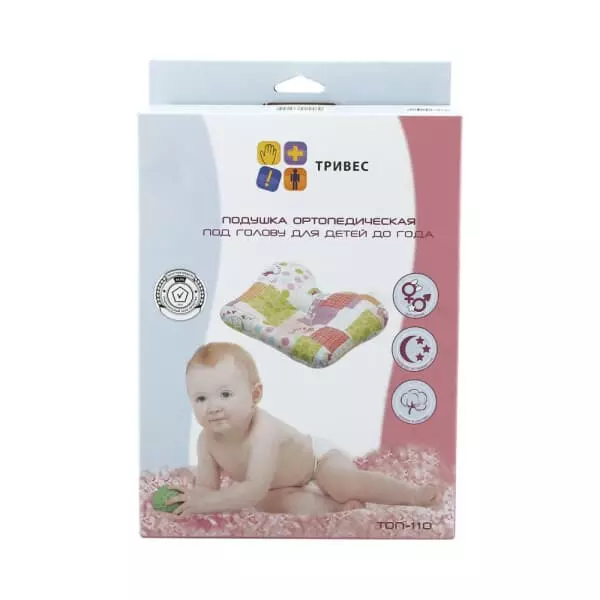 ТРИВЕС
ПОДУШКА ОРТОПЕДИЧЕСКАЯ
ПОД ГОЛОВУ ДЛЯ ДЕТЕЙ ДО ГОДА
ТОП-110